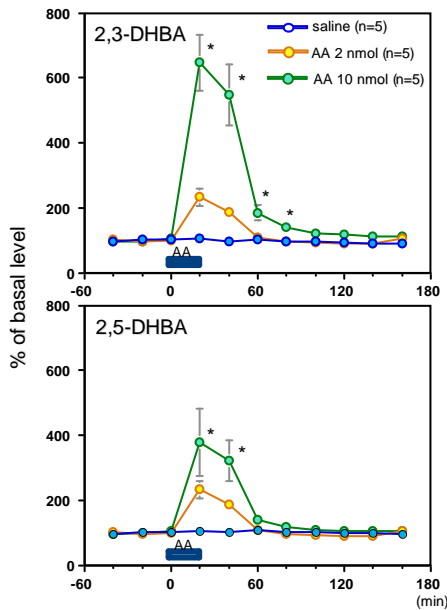 800
2,3-DHBA
saline (n=5)
AA 2 nmol (n=5)
AA 10 nmol (n=5)
*
*
600
400
*
*
200
AA
0
-60
0
60
120
180
% of basal level
800
2,5-DHBA
600
400
*
*
200
AA
0
-60
0
60
120
180
(min)